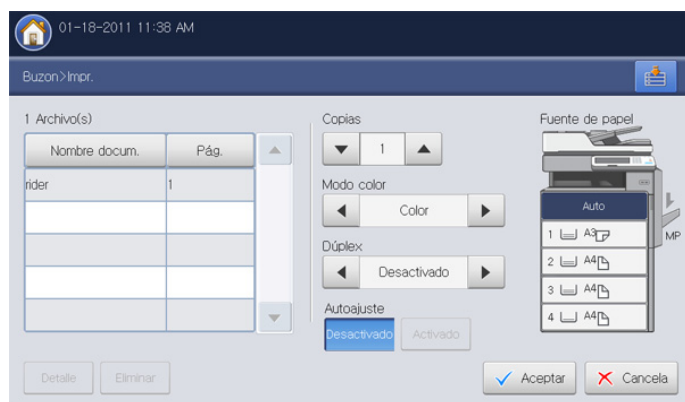 01-18-2011 11:38 AM
Buzon>Impr.
1 Archivo(s)
Nombre docum. Pág.
rider 1
Detalle Eliminar
Copias
1
Modo color
Color
Dúplex
Desactivado
Autoajuste
Desactivado Activado
Fuente de papel
Auto
1 A3
2 A4
3 A4
4 A4
MP
Aceptar Cancela